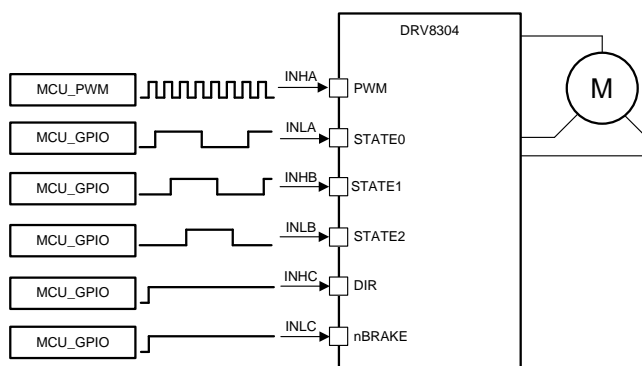 DRV8304
MCU_PWM INHA PWM
MCU_GPIO INLA STATE0
MCU_GPIO INHB STATE1
MCU_GPIO INLB STATE2
MCU_GPIO INHC DIR
MCU_GPIO INLC nBRAKE
M